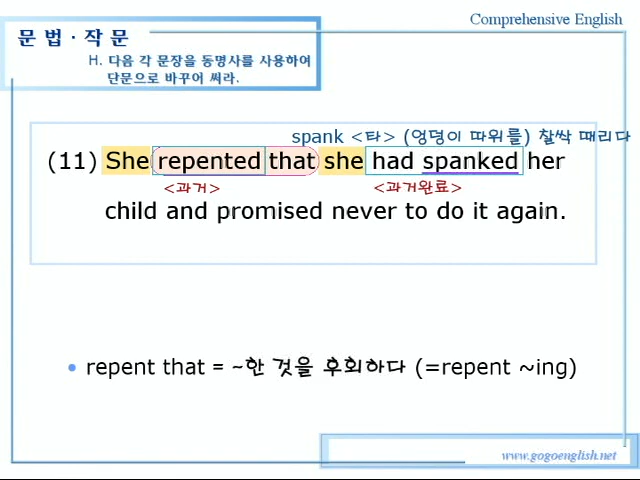 Comprehensive English
문 법 · 작 문
H. 다음 각 문장을 동명사를 사용하여
단문으로 바꾸어 써라.
spank <타> (엉덩이 따위를) 찰싹 때리다
(11) She repented that she had spanked her
<과거> <과거완료>
child and promised never to do it again.
• repent that = ~한 것을 후회하다 (=repent ~ing)
www.gogoenglish.net